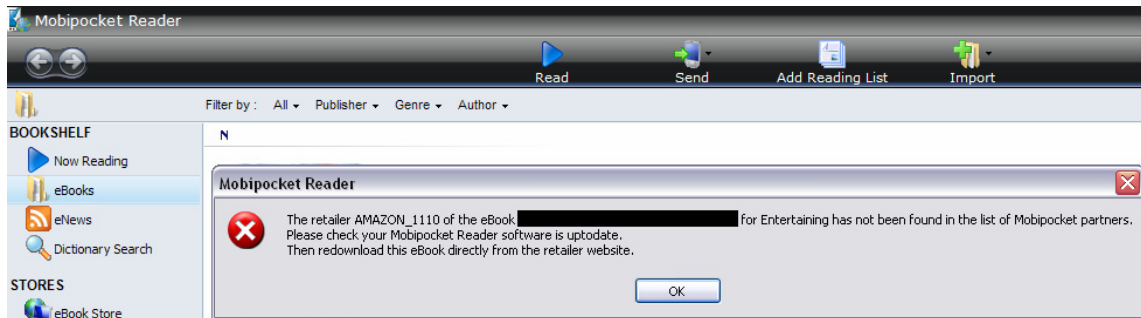 Mobipocket Reader
Read Send Add Reading List Import
Filter by : All Publisher Genre Author
BOOKSHELF
N
Now Reading
eBooks
eNews
Dictionary Search
STORES
eBook Store
Mobipocket Reader
The retailer AMAZON_1110 of the eBook for Entertaining has not been found in the list of Mobipocket partners.
Please check your Mobipocket Reader software is uptodate.
Then redownload this eBook directly from the retailer website.
OK